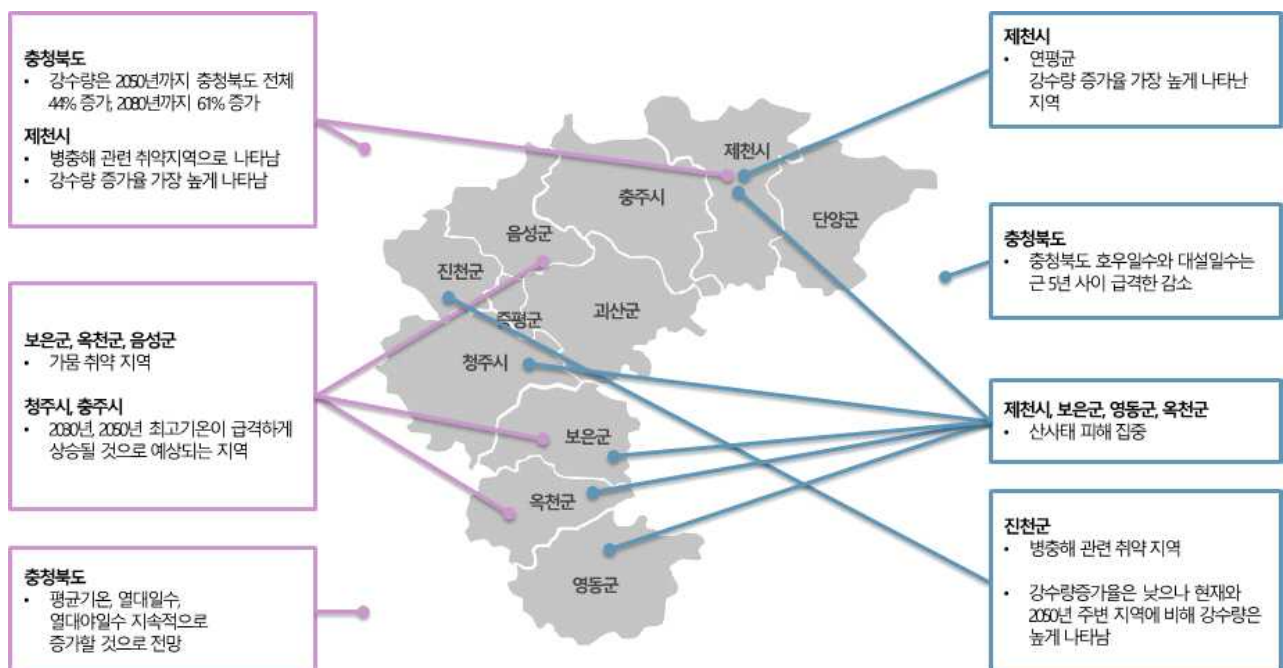 충청북도
• 강수량은 2050년까지 충청북도 전체
44% 증가, 2080년까지 61% 증가
제천시
• 병충해 관련 취약지역으로 나타남
• 강수량 증가율 가장 높게 나타남
보은군, 옥천군, 음성군
• 가뭄 취약 지역
청주시, 충주시
• 2030년, 2050년 최고기온이 급격하게
상승될 것으로 예상되는 지역
충청북도
• 평균기온, 열대일수,
열대야일수 지속적으로
증가할 것으로 전망
제천시
충주시
단양군
음성군
진천군
괴산군
증평군
청주시
보은군
옥천군
영동군
제천시
• 연평균
강수량 증가율 가장 높게 나타난
지역
충청북도
• 충청북도 호우일수와 대설일수는
근 5년 사이 급격한 감소
제천시, 보은군, 영동군, 옥천군
• 산사태 피해 집중
진천군
• 병충해 관련 취약 지역
• 강수량증가율은 낮으나 현재와
2050년 주변 지역에 비해 강수량은
높게 나타남